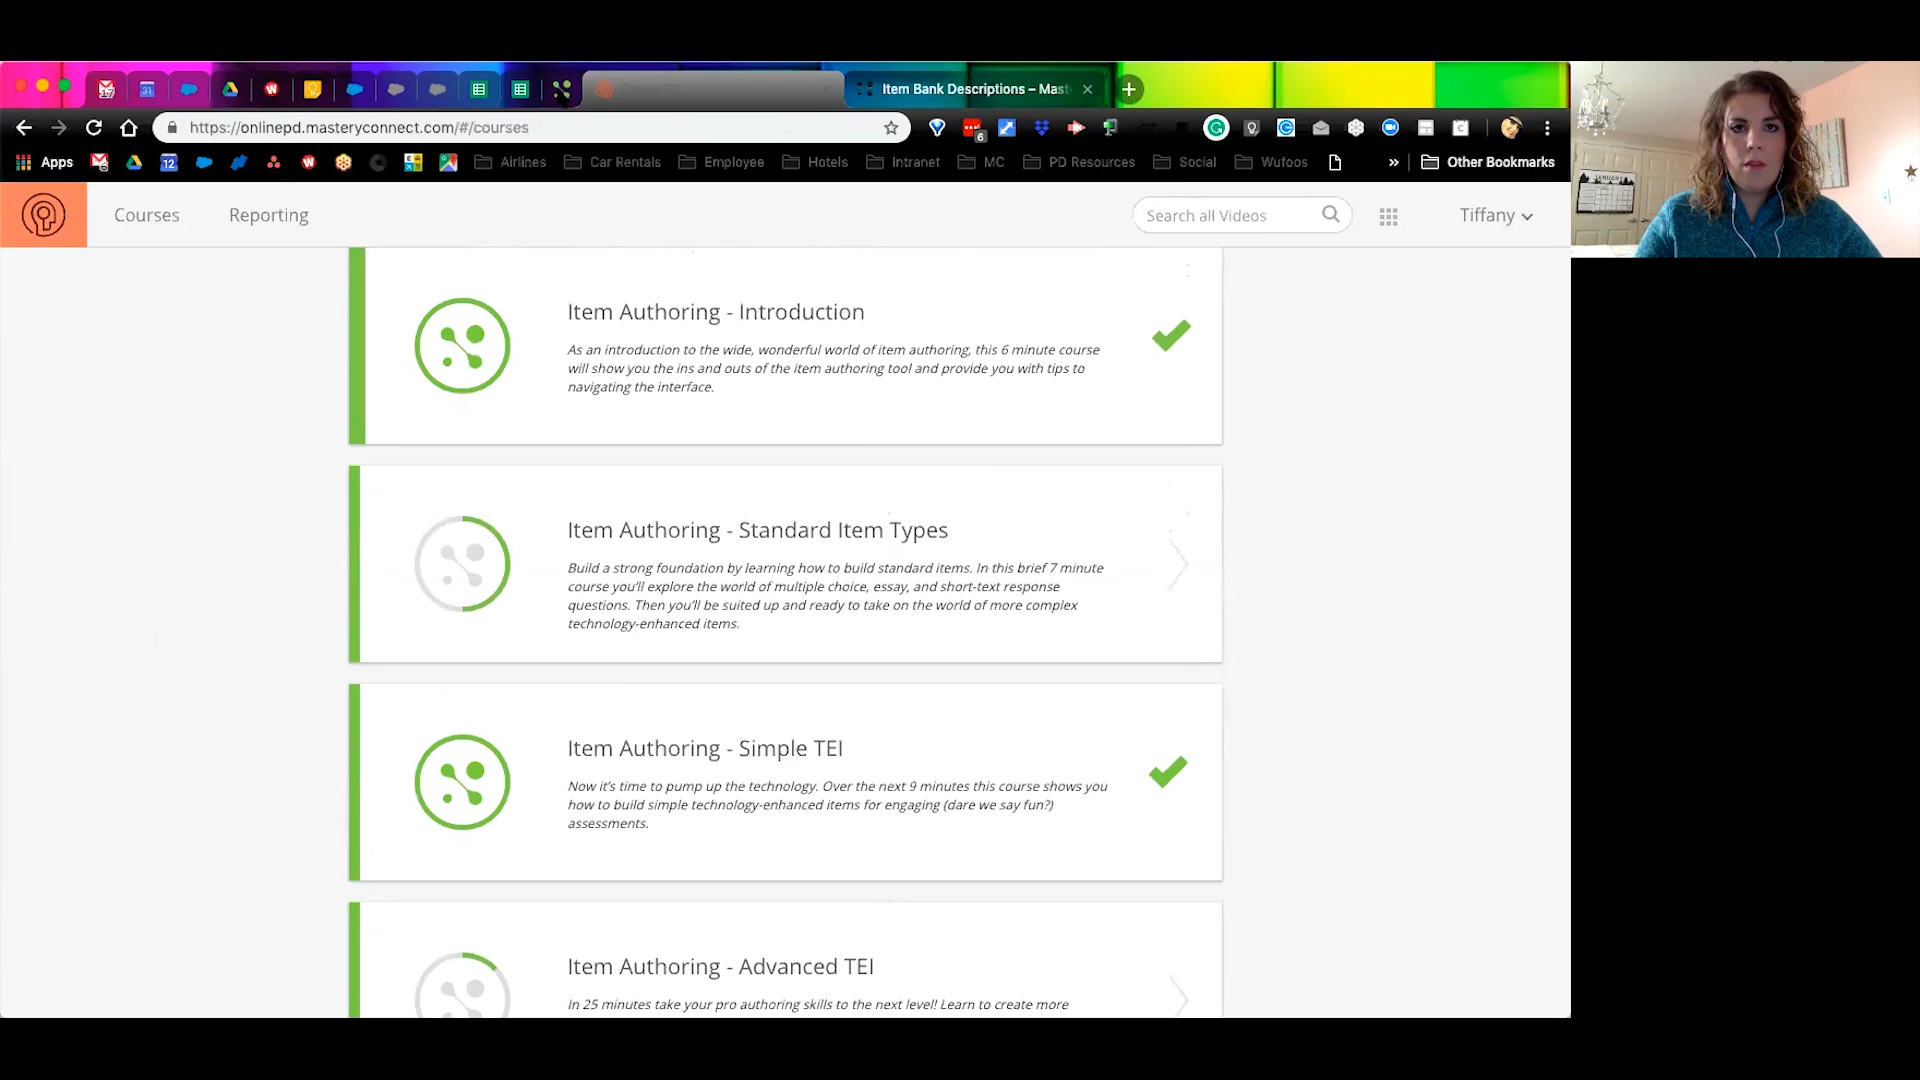 Item Bank Descriptions – Mast
https://onlinepd.masteryconnect.com/#/courses
6
Apps
12
Airlines
Car Rentals
Employee
Hotels
Intranet
MC
PD Resources
Social
Wufoos
»
Other Bookmarks
Courses
Reporting
Search all Videos
Tiffany
JANUARY
Item Authoring - Introduction
As an introduction to the wide, wonderful world of item authoring, this 6 minute course
will show you the ins and outs of the item authoring tool and provide you with tips to
navigating the interface.
Item Authoring - Standard Item Types
Build a strong foundation by learning how to build standard items. In this brief 7 minute
course you'll explore the world of multiple choice, essay, and short-text response
questions. Then you'll be suited up and ready to take on the world of more complex
technology-enhanced items.
Item Authoring - Simple TEI
Now it's time to pump up the technology. Over the next 9 minutes this course shows you
how to build simple technology-enhanced items for engaging (dare we say fun?)
assessments.
Item Authoring - Advanced TEI
In 25 minutes take your pro authoring skills to the next level! Learn to create more